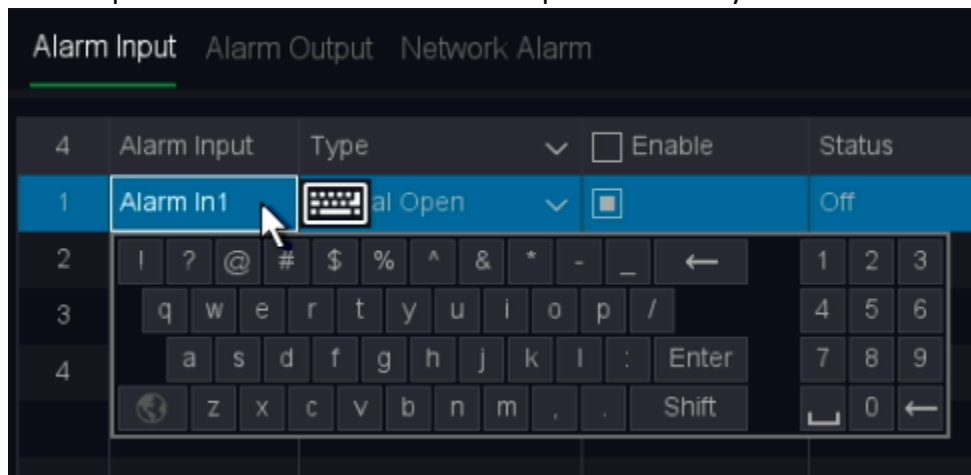 Alarm Input Alarm Output Network Alarm
4 Alarm Input Type Enable Status
1 Alarm In1 al Open Off
2 ! ? @ # $ % ^ & * - _ ← 1 2 3
3 q w e r t y u i o p / 4 5 6
4 a s d f g h j k l : Enter 7 8 9
z x c v b n m , . Shift 0 ←